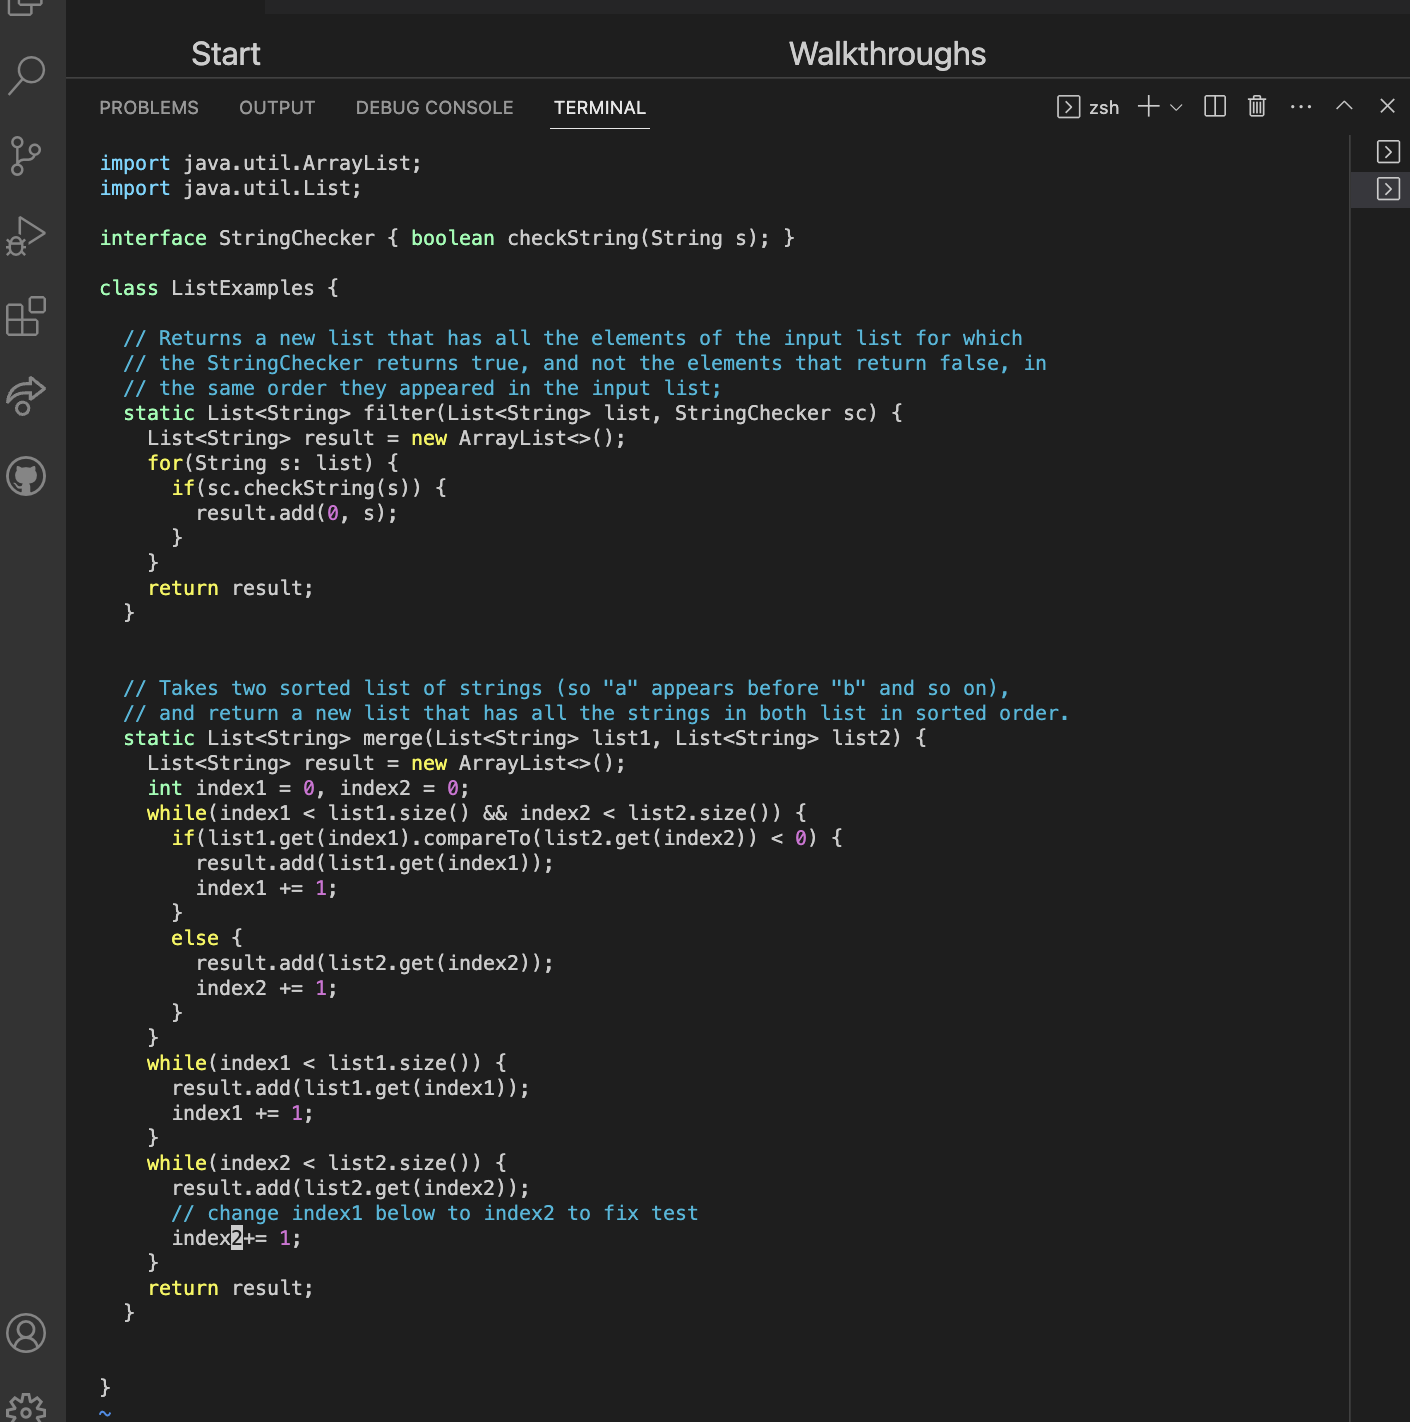 Start Walkthroughs
PROBLEMS OUTPUT DEBUG CONSOLE TERMINAL zsh
import java.util.ArrayList;
import java.util.List;

interface StringChecker { boolean checkString(String s); }

class ListExamples {

  // Returns a new list that has all the elements of the input list for which
  // the StringChecker returns true, and not the elements that return false, in
  // the same order they appeared in the input list;
  static List<String> filter(List<String> list, StringChecker sc) {
    List<String> result = new ArrayList<>();
    for(String s: list) {
      if(sc.checkString(s)) {
        result.add(0, s);
      }
    }
    return result;
  }


  // Takes two sorted list of strings (so "a" appears before "b" and so on),
  // and return a new list that has all the strings in both list in sorted order.
  static List<String> merge(List<String> list1, List<String> list2) {
    List<String> result = new ArrayList<>();
    int index1 = 0, index2 = 0;
    while(index1 < list1.size() && index2 < list2.size()) {
      if(list1.get(index1).compareTo(list2.get(index2)) < 0) {
        result.add(list1.get(index1));
        index1 += 1;
      }
      else {
        result.add(list2.get(index2));
        index2 += 1;
      }
    }
    while(index1 < list1.size()) {
      result.add(list1.get(index1));
      index1 += 1;
    }
    while(index2 < list2.size()) {
      result.add(list2.get(index2));
      // change index1 below to index2 to fix test
      index2+= 1;
    }
    return result;
  }


}
~